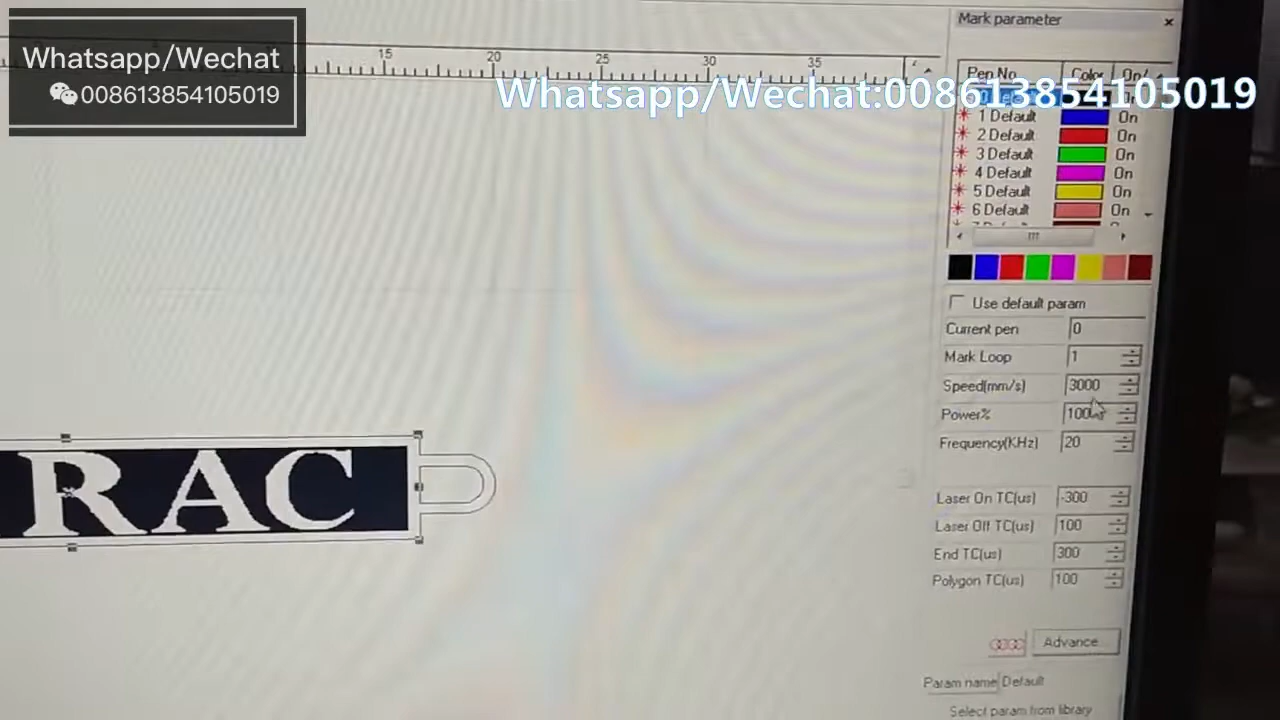 Whatsapp/Wechat
008613854105019
Whatsapp/Wechat:008613854105019
15 20 25 30 35
Mark parameter
Pen No. Color On/
1 Default On
2 Default On
3 Default On
4 Default On
5 Default On
6 Default On
Use default param
Current pen 0
Mark Loop 1
Speed(mm/s) 3000
Power% 100
Frequency(KHz) 20
RAC
Laser On TC(us) -300
Laser Off TC(us) 100
End TC(us) 300
Polygon TC(us) 100
Advance...
Param name Default
Select param from library